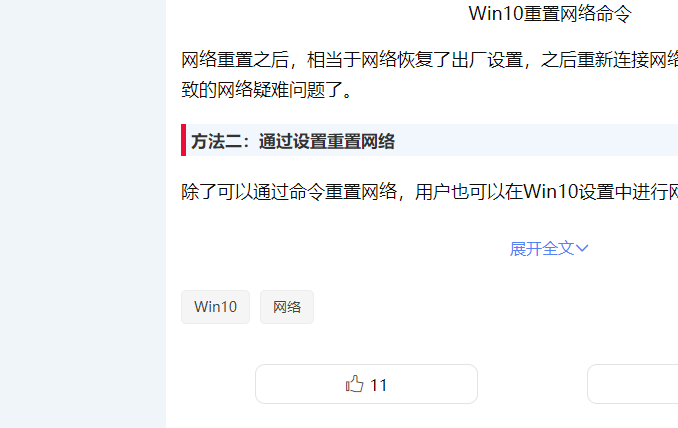 Win10重置网络命令
网络重置之后，相当于网络恢复了出厂设置，之后重新连接网络
致的网络疑难问题了。
方法二：通过设置重置网络
除了可以通过命令重置网络，用户也可以在Win10设置中进行网
展开全文
Win10
网络
11